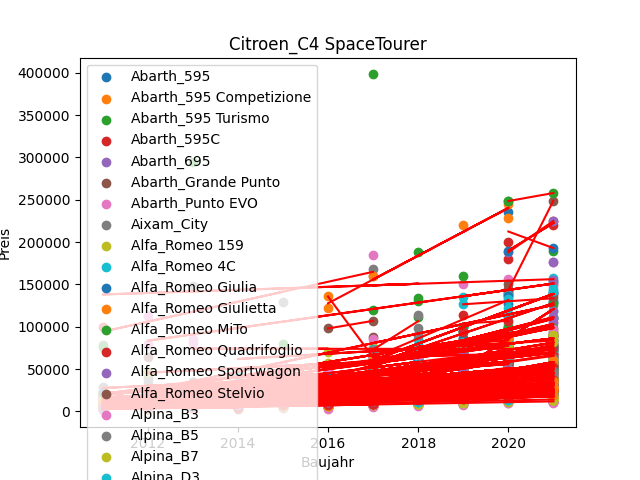 Citroen_C4 SpaceTourer
400000
350000
300000
250000
200000
150000
100000
50000
0
Preis
2012
2014
2016
2018
2020
Baujahr
Abarth_595
Abarth_595 Competizione
Abarth_595 Turismo
Abarth_595C
Abarth_695
Abarth_Grande Punto
Abarth_Punto EVO
Aixam_City
Alfa_Romeo 159
Alfa_Romeo 4C
Alfa_Romeo Giulia
Alfa_Romeo Giulietta
Alfa_Romeo MiTo
Alfa_Romeo Quadrifoglio
Alfa_Romeo Sportwagon
Alfa_Romeo Stelvio
Alpina_B3
Alpina_B5
Alpina_B7
Alpina_D3